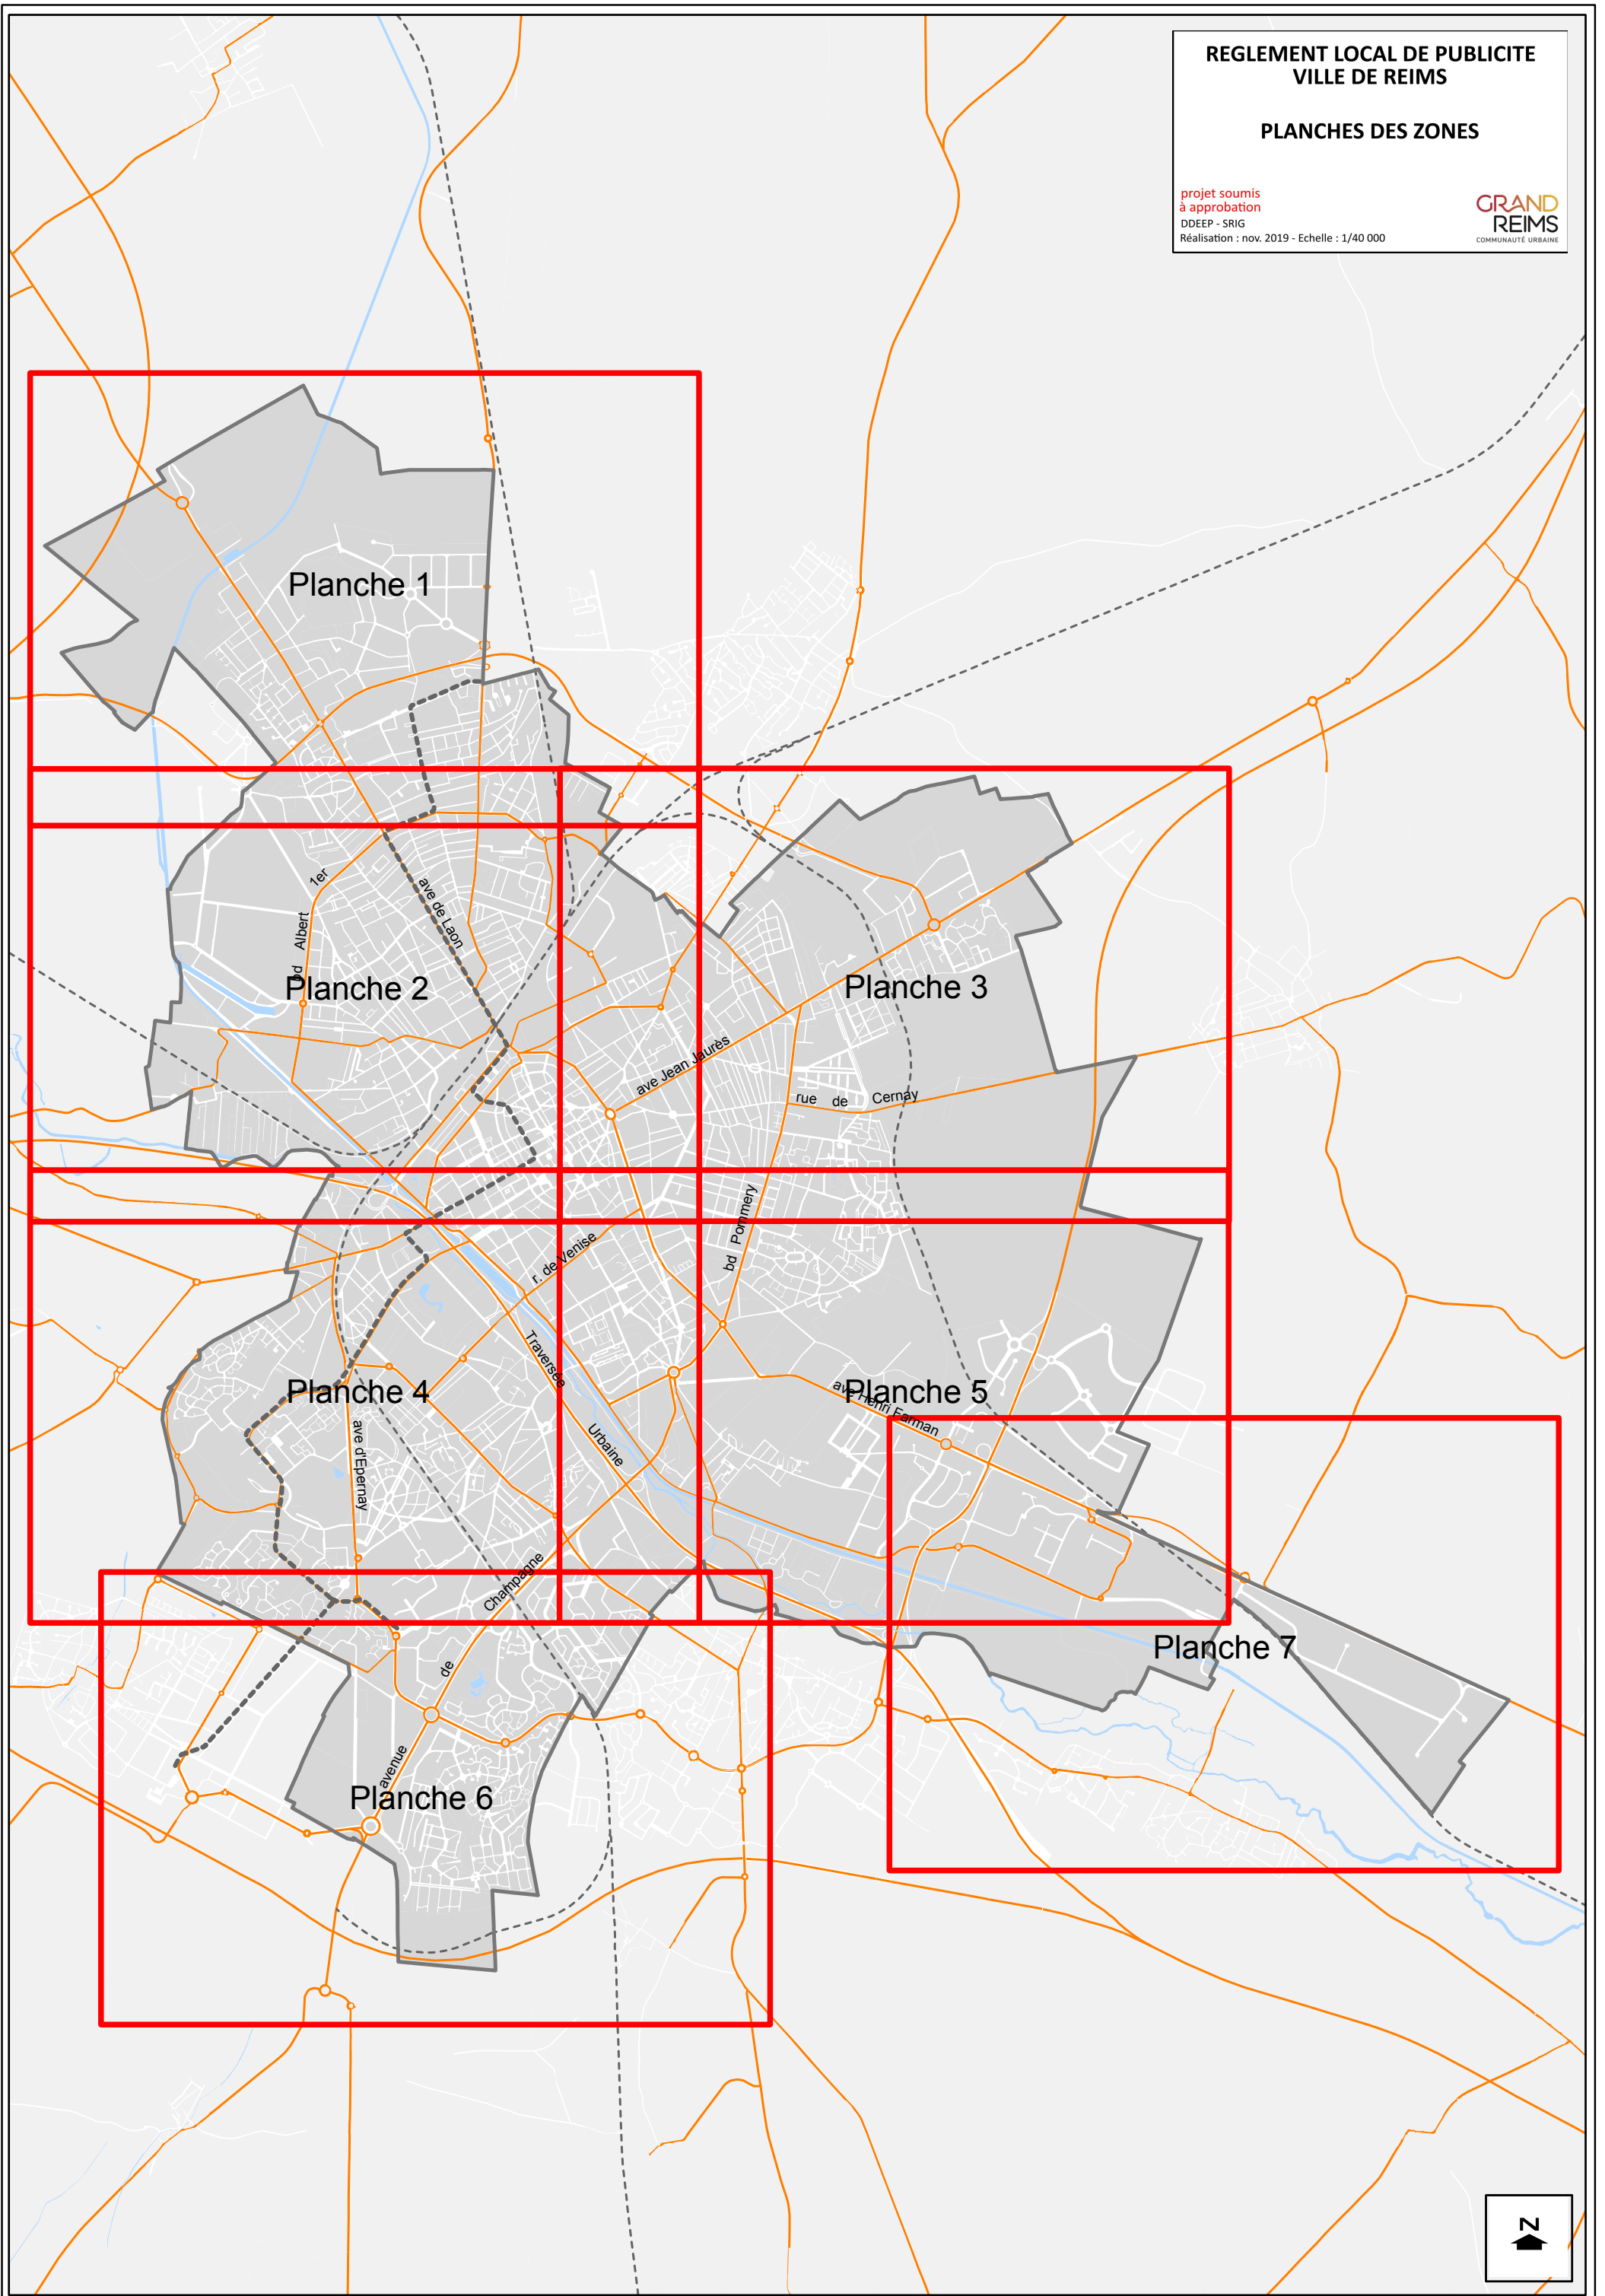 REGLEMENT LOCAL DE PUBLICITE
VILLE DE REIMS
PLANCHES DES ZONES
projet soumis
à approbation
DDEEP - SRIG
Réalisation : nov. 2019 - Echelle : 1/40 000
GRAND
REIMS
COMMUNAUTÉ URBAINE
Planche 1
bd Albert 1er
ave de Laon
Planche 2
Planche 3
ave Jean Jaurès
rue de Cernay
bd Pommery
r. de Venise
Traversée Urbaine
Planche 4
Planche 5
ave Henri Farman
ave d'Epernay
avenue de Champagne
Planche 7
Planche 6
N